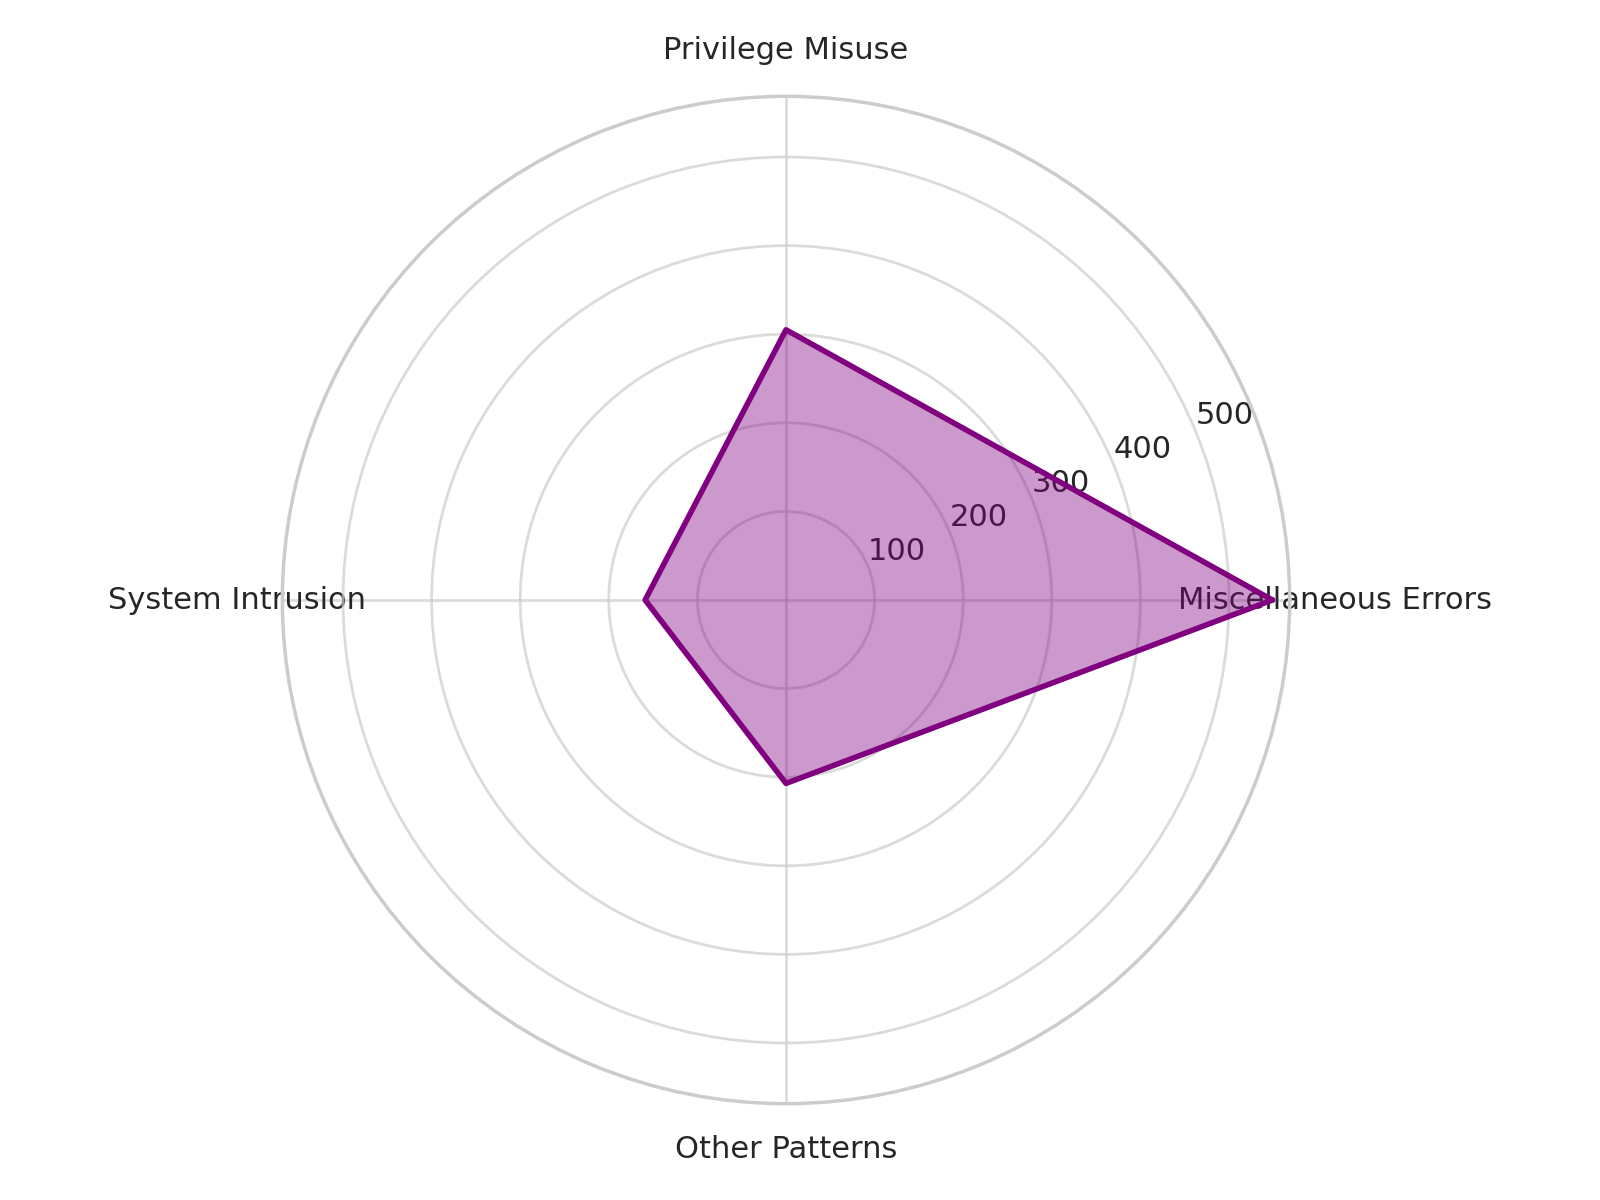 Privilege Misuse
500
400
300
200
100
System Intrusion
Miscellaneous Errors
Other Patterns